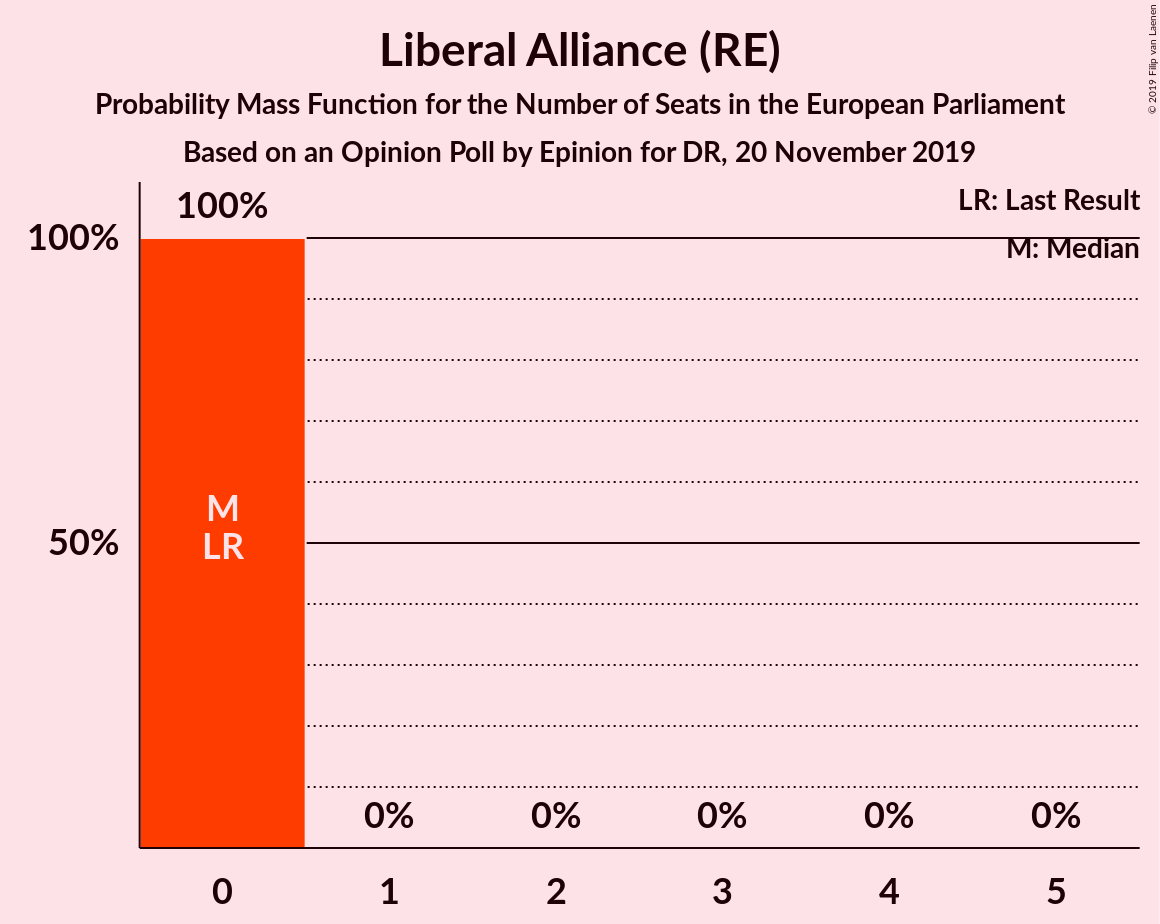 Liberal Alliance (RE)
Probability Mass Function for the Number of Seats in the European Parliament
Based on an Opinion Poll by Epinion for DR, 20 November 2019
© 2019 Filip van Laenen
LR: Last Result
M: Median
100%
100%
50%
M
LR
0% 0% 0% 0% 0%
0 1 2 3 4 5